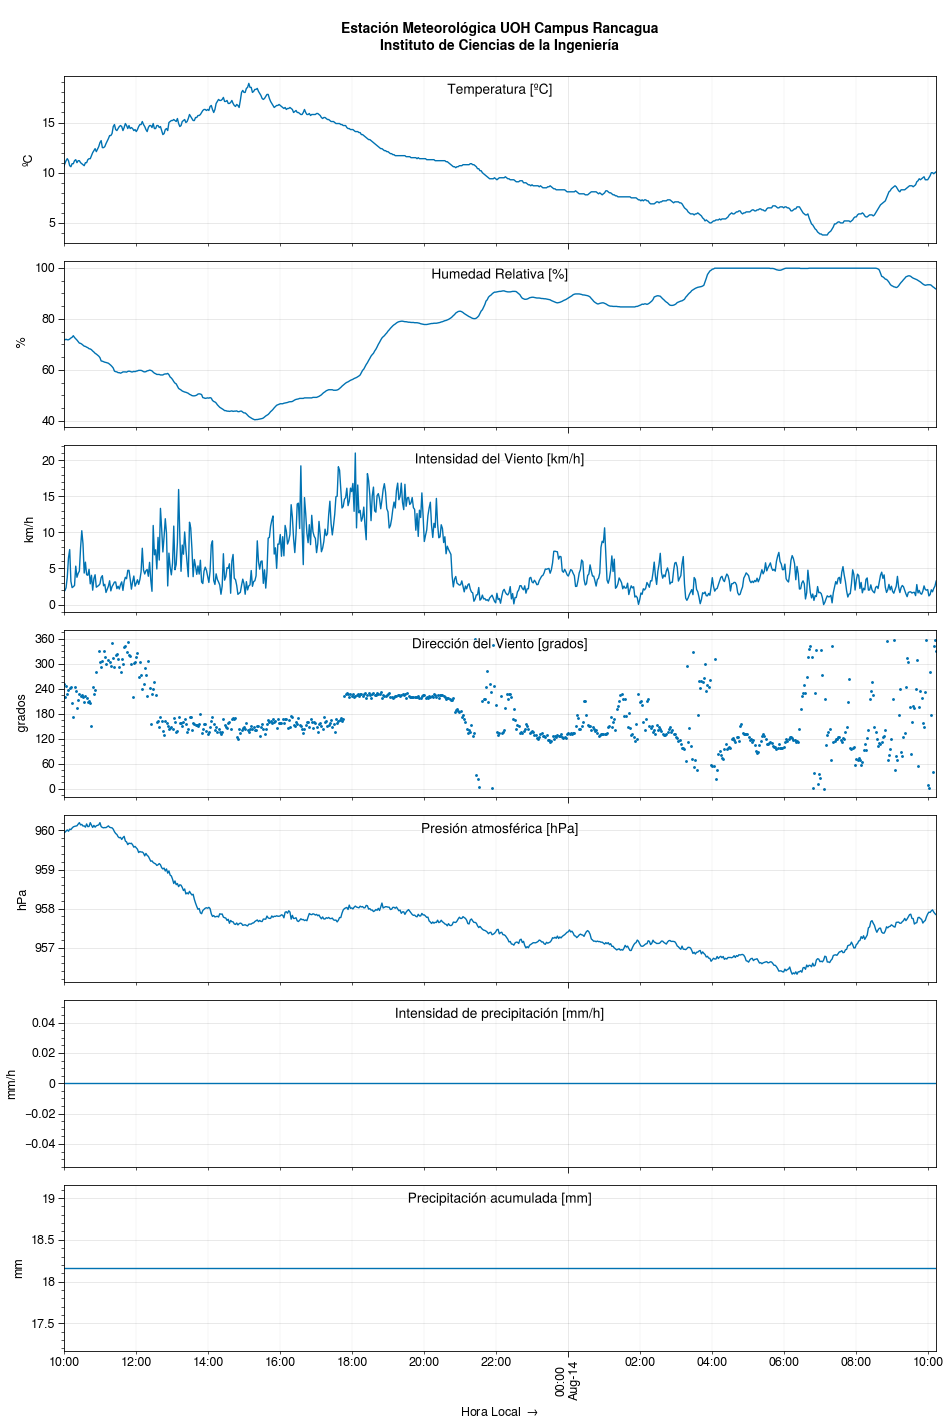 Estación Meteorológica UOH Campus Rancagua
Instituto de Ciencias de la Ingeniería
Temperatura [ºC]
ºC
15
10
5
Humedad Relativa [%]
%
100
80
60
40
Intensidad del Viento [km/h]
km/h
20
15
10
5
0
Dirección del Viento [grados]
grados
360
300
240
180
120
60
0
Presión atmosférica [hPa]
hPa
960
959
958
957
Intensidad de precipitación [mm/h]
mm/h
0.04
0.02
0
−0.02
−0.04
Precipitación acumulada [mm]
mm
19
18.5
18
17.5
10:00 12:00 14:00 16:00 18:00 20:00 22:00 00:00 02:00 04:00 06:00 08:00 10:00
Aug-14
Hora Local →